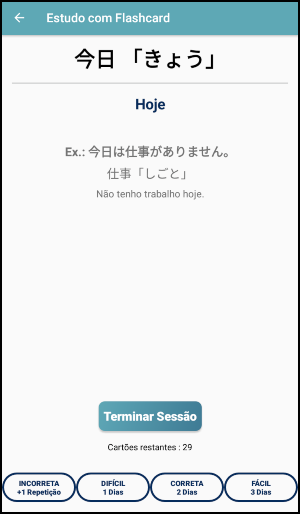 Estudo com Flashcard
今日 「きょう」
Hoje
Ex.: 今日は仕事がありません。
仕事「しごと」
Não tenho trabalho hoje.
Terminar Sessão
Cartões restantes : 29
INCORRETA
+1 Repetição
DIFÍCIL
1 Dias
CORRETA
2 Dias
FÁCIL
3 Dias